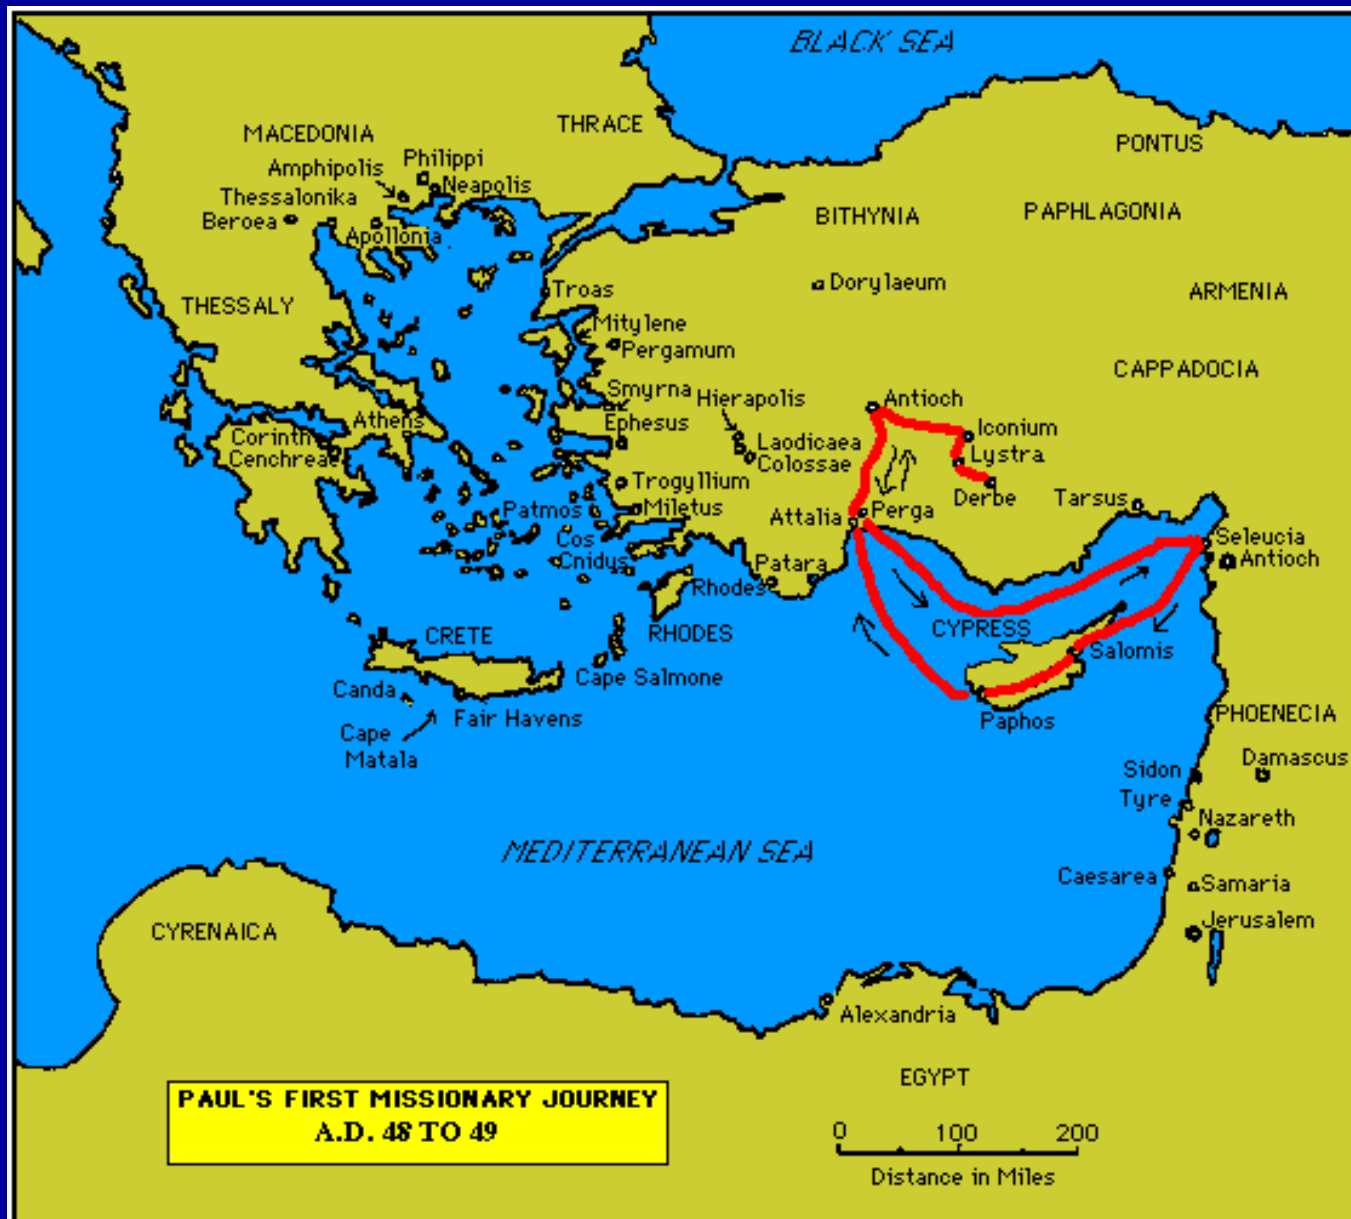 BLACK SEA
THRACE
MACEDONIA
PONTUS
Philippi
Amphipolis
Neapolis
Thessalonika
Beroea
Apollonia
BITHYNIA
PAPHLAGONIA
Dorylaeum
ARMENIA
Troas
THESSALY
Mitylene
Pergamum
CAPPADOCIA
Smyrna
Hierapolis
Antioch
Athens
Ephesus
Iconium
Corinth
Laodicaea
Cenchreae
Colossae
Lystra
Trogyllium
Derbe
Tarsus
Patmos
Miletus
Attalia
Perga
Cos
Seleucia
Cnidus
Patara
Antioch
Rhodes
CRETE
RHODES
CYPRESS
Salomis
Cape Salmone
Canda
Fair Havens
Paphos
PHOENECIA
Cape
Matala
Sidon
Damascus
Tyre
Nazareth
MEDITERRANEAN SEA
Caesarea
Samaria
CYRENAICA
Jerusalem
Alexandria
EGYPT
PAUL'S FIRST MISSIONARY JOURNEY
A.D. 48 TO 49
0 100 200
Distance in Miles